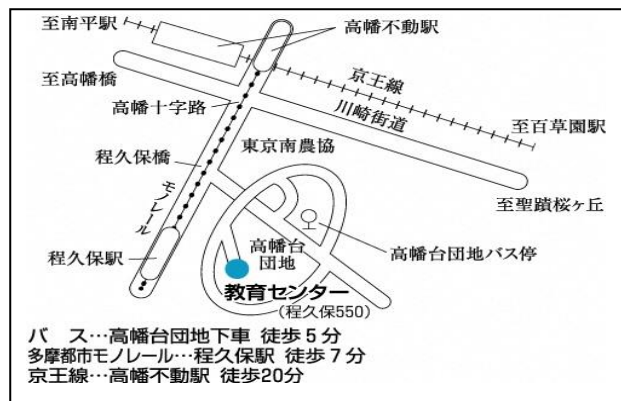 至南平駅
高幡不動駅
至高幡橋
京王線
川崎街道
高幡十字路
至百草園駅
東京南農協
程久保橋
モノレール
至聖蹟桜ヶ丘
高幡台
団地
高幡台団地バス停
程久保駅
教育センター
（程久保550）
バ　ス…高幡台団地下車 徒歩５分
多摩都市モノレール…程久保駅 徒歩７分
京王線…高幡不動駅 徒歩20分